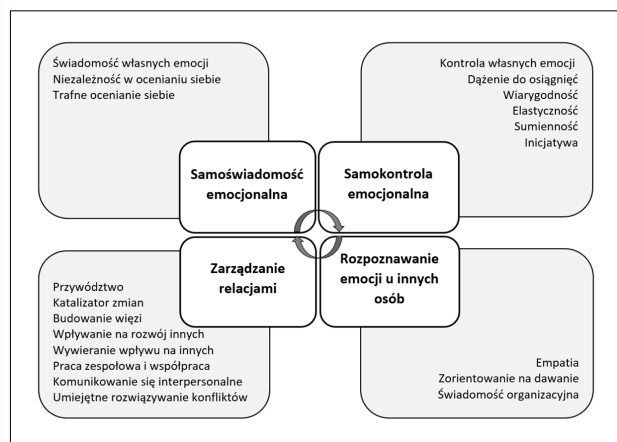 Świadomość własnych emocji
Niezależność w ocenianiu siebie
Trafne ocenianie siebie
Kontrola własnych emocji
Dążenie do osiągnięć
Wiarygodność
Elastyczność
Sumienność
Inicjatywa
Samoświadomość
emocjonalna
Samokontrola
emocjonalna
Zarządzanie
relacjami
Rozpoznawanie
emocji u innych
osób
Przywództwo
Katalizator zmian
Budowanie więzi
Wpływanie na rozwój innych
Wywieranie wpływu na innych
Praca zespołowa i współpraca
Komunikowanie się interpersonalne
Umiejętne rozwiązywanie konfliktów
Empatia
Zorientowanie na dawanie
Świadomość organizacyjna